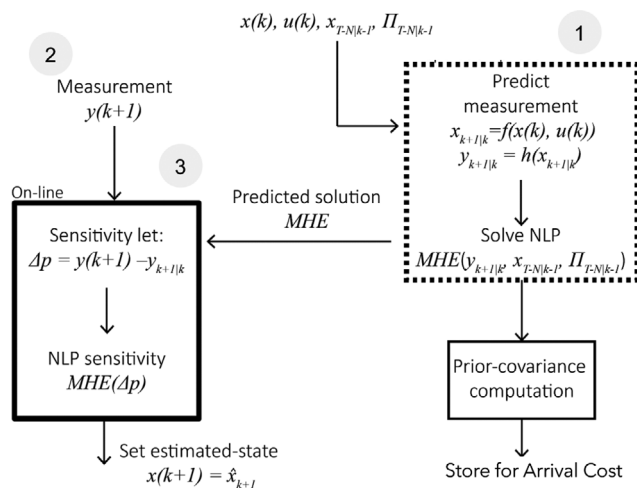 x(k), u(k), x_{T-N|k-1}, Π_{T-N|k-1}
1
Predict
measurement
x_{k+1|k}=f(x(k), u(k))
y_{k+1|k} = h(x_{k+1|k})
Solve NLP
MHE(y_{k+1|k}, x_{T-N|k-1}, Π_{T-N|k-1})
Prior-covariance
computation
Store for Arrival Cost
2
Measurement
y(k+1)
3
Predicted solution
MHE
On-line
Sensitivity let:
Δp = y(k+1) –y_{k+1|k}
NLP sensitivity
MHE(Δp)
Set estimated-state
x(k+1) = x̂_{k+1}